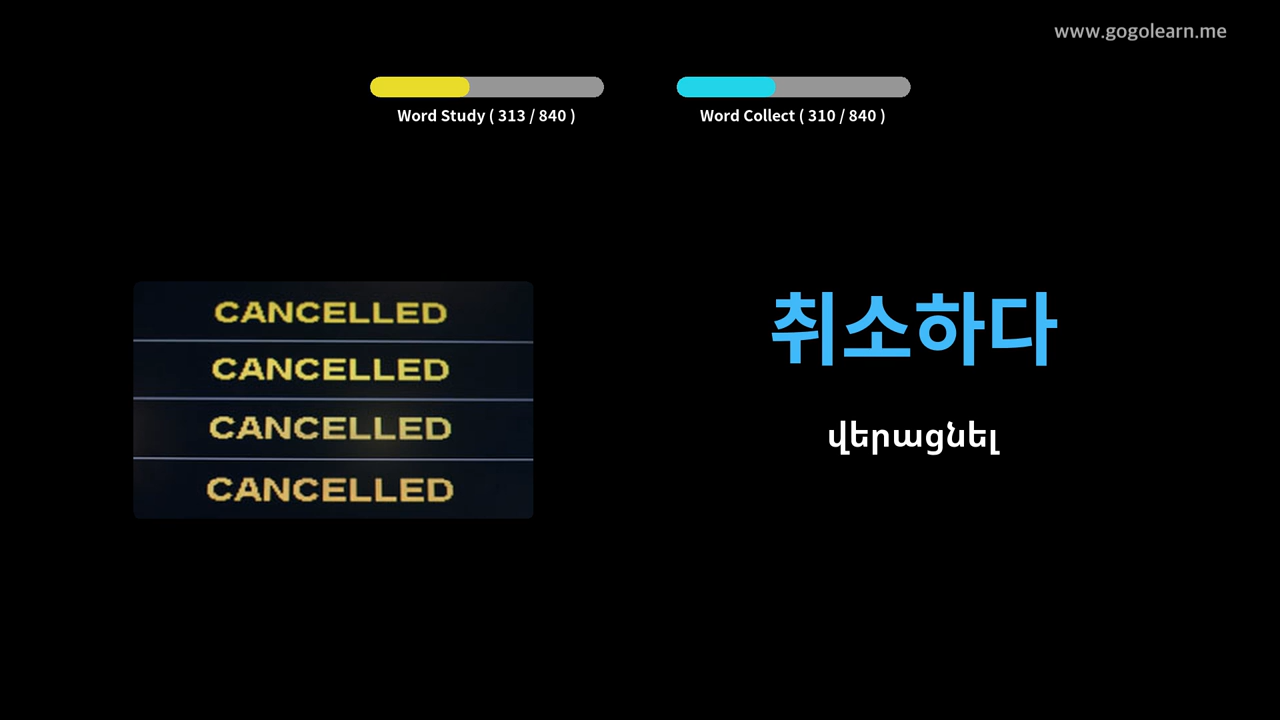 www.gogolearn.me
Word Study ( 313 / 840 )
Word Collect ( 310 / 840 )
CANCELLED
CANCELLED
CANCELLED
CANCELLED
취소하다
վերացնել